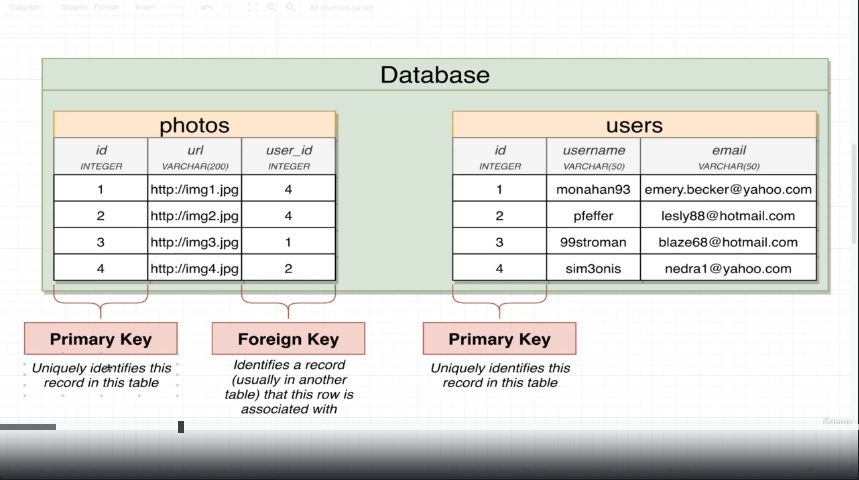 Diagram Shapes Format Insert All changes saved
Database
photos
id url user_id
INTEGER VARCHAR(200) INTEGER
1 http://img1.jpg 4
2 http://img2.jpg 4
3 http://img3.jpg 1
4 http://img4.jpg 2
users
id username email
INTEGER VARCHAR(50) VARCHAR(50)
1 monahan93 emery.becker@yahoo.com
2 pfeffer lesly88@hotmail.com
3 99stroman blaze68@hotmail.com
4 sim3onis nedra1@yahoo.com
Primary Key
Uniquely identifies this
record in this table
Foreign Key
Identifies a record
(usually in another
table) that this row is
associated with
Primary Key
Uniquely identifies this
record in this table